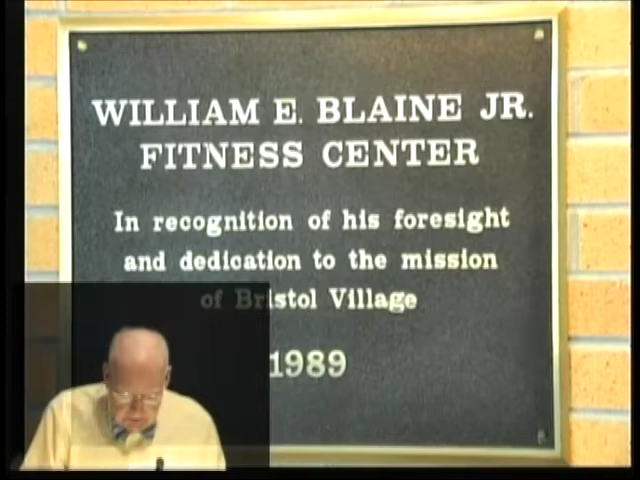 WILLIAM E. BLAINE JR.
FITNESS CENTER
In recognition of his foresight
and dedication to the mission
of Bristol Village
1989